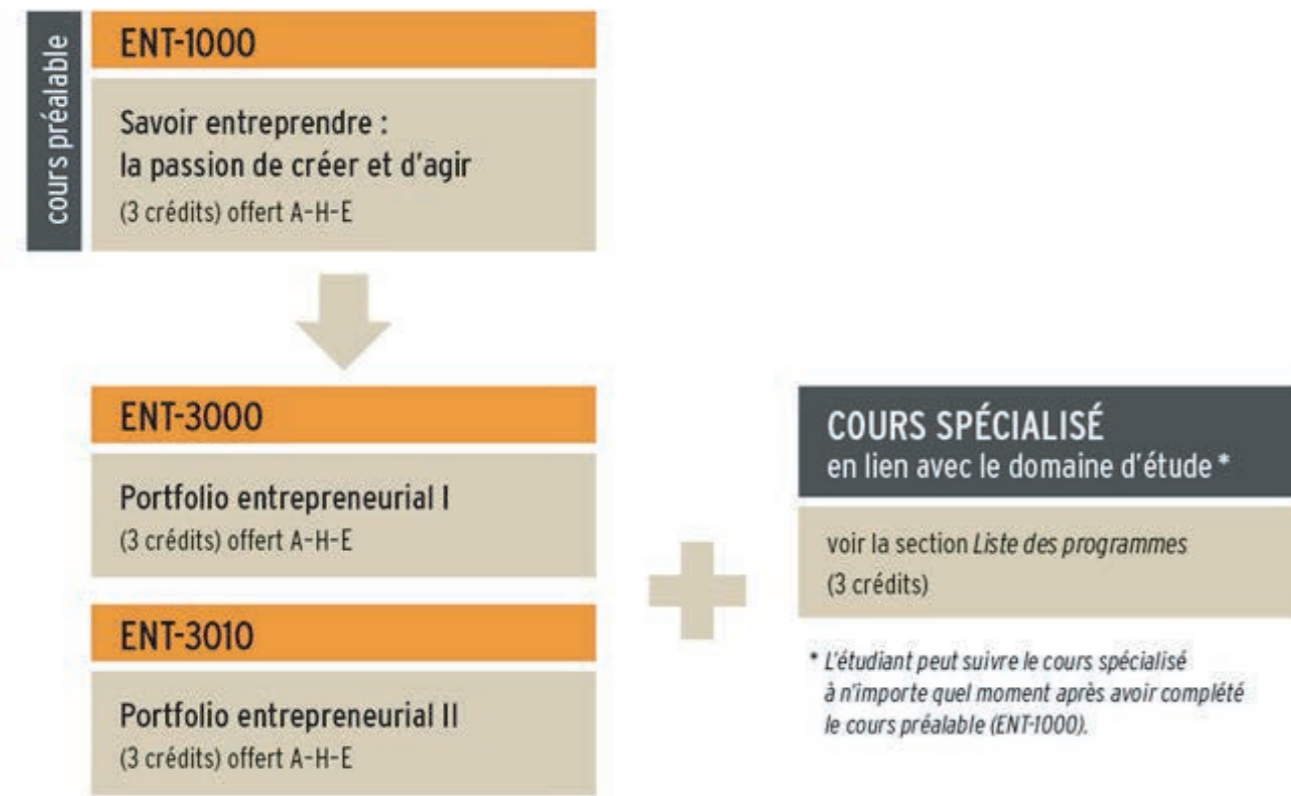 cours préalable
ENT-1000
Savoir entreprendre :
la passion de créer et d'agir
(3 crédits) offert A-H-E
ENT-3000
Portfolio entrepreneurial I
(3 crédits) offert A-H-E
ENT-3010
Portfolio entrepreneurial II
(3 crédits) offert A-H-E
COURS SPÉCIALISÉ
en lien avec le domaine d'étude *
voir la section Liste des programmes
(3 crédits)
* L'étudiant peut suivre le cours spécialisé
à n'importe quel moment après avoir complété
le cours préalable (ENT-1000).